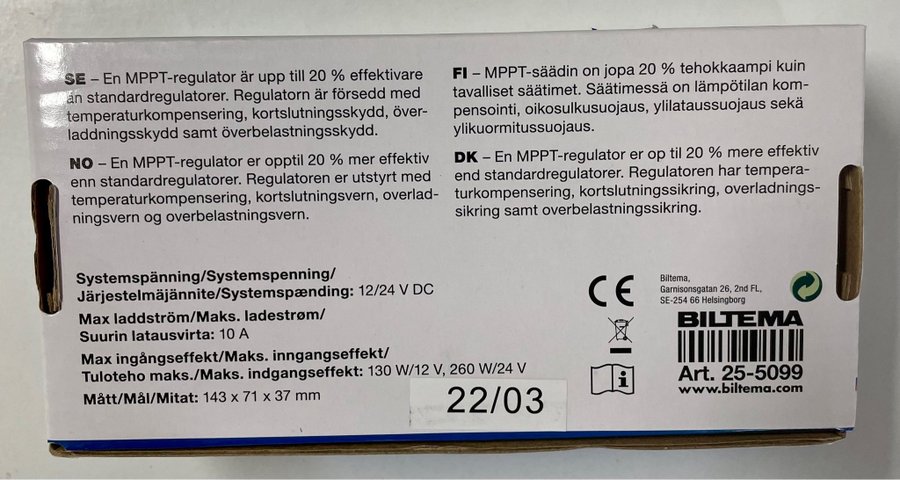 SE – En MPPT-regulator är upp till 20 % effektivare
än standardregulatorer. Regulatorn är försedd med
temperaturkompensering, kortslutningsskydd, över-
laddningsskydd samt överbelastningsskydd.
NO – En MPPT-regulator er opptil 20 % mer effektiv
enn standardregulatorer. Regulatoren er utstyrt med
temperaturkompensering, kortslutningsvern, overlad-
ningsvern og overbelastningsvern.
FI – MPPT-säädin on jopa 20 % tehokkaampi kuin
tavalliset säätimet. Säätimessä on lämpötilan kom-
pensointi, oikosulkusuojaus, ylilataussuojaus sekä
ylikuormitussuojaus.
DK – En MPPT-regulator er op til 20 % mere effektiv
end standardregulatorer. Regulatoren har tempera-
turkompensering, kortslutningssikring, overladnings-
sikring samt overbelastningssikring.
Systemspänning/Systemspenning/
Järjestelmäjännite/Systemspænding: 12/24 V DC
Max laddström/Maks. ladestrøm/
Suurin latausvirta: 10 A
Max ingångseffekt/Maks. inngangseffekt/
Tuloteho maks./Maks. indgangseffekt: 130 W/12 V, 260 W/24 V
Mått/Mål/Mitat: 143 x 71 x 37 mm
22/03
CE
Biltema,
Garnisonsgatan 26, 2nd FL,
SE-254 66 Helsingborg
BILTEMA
Art. 25-5099
www.biltema.com